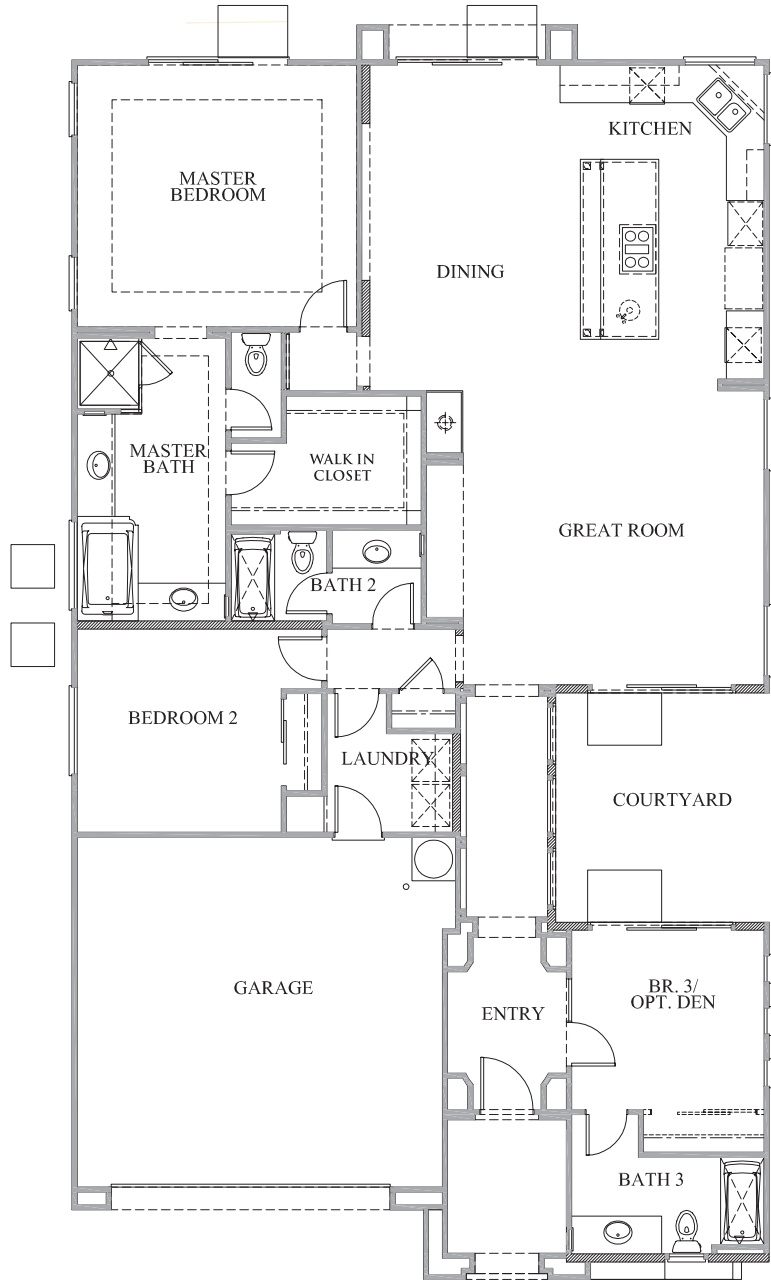 KITCHEN
MASTER
BEDROOM
DINING
MASTER
BATH
WALK IN
CLOSET
GREAT ROOM
BATH 2
BEDROOM 2
LAUNDRY
COURTYARD
GARAGE
BR. 3/
OPT. DEN
ENTRY
BATH 3